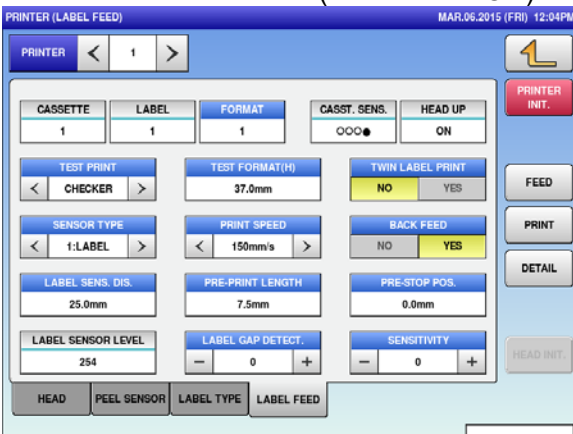 PRINTER (LABEL FEED) MAR.06.2015 (FRI) 12:04PM
PRINTER < 1 >
PRINTER INIT.
CASSETTE LABEL FORMAT CASST. SENS. HEAD UP
1 1 1 ○○○● ON
TEST PRINT TEST FORMAT(H) TWIN LABEL PRINT
< CHECKER > 37.0mm NO YES
FEED
SENSOR TYPE PRINT SPEED BACK FEED
< 1:LABEL > < 150mm/s > NO YES
PRINT
LABEL SENS. DIS. PRE-PRINT LENGTH PRE-STOP POS.
25.0mm 7.5mm 0.0mm
DETAIL
LABEL SENSOR LEVEL LABEL GAP DETECT. SENSITIVITY
254 − 0 + − 0 +
HEAD INIT.
HEAD PEEL SENSOR LABEL TYPE LABEL FEED